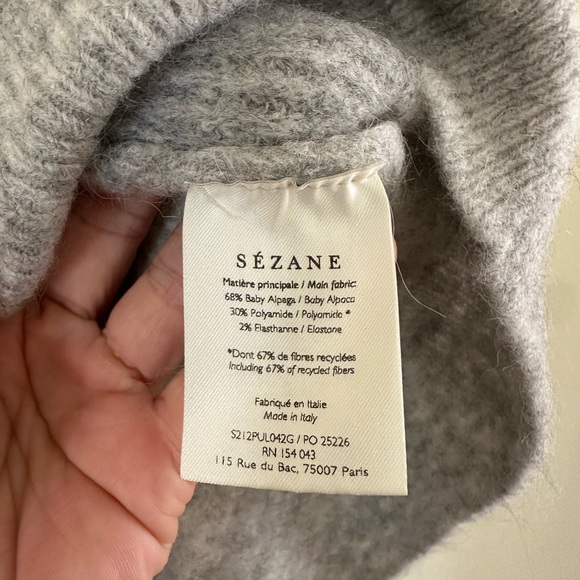 SÉZANE
Matière principale / Main fabric:
68% Baby Alpaga / Baby Alpaca
30% Polyamide / Polyamide *
2% Elasthanne / Elastane
*Dont 67% de fibres recyclées
Including 67% of recycled fibers
Fabriqué en Italie
Made in Italy
S212PUL042G / PO 25226
RN 154 043
115 Rue du Bac, 75007 Paris